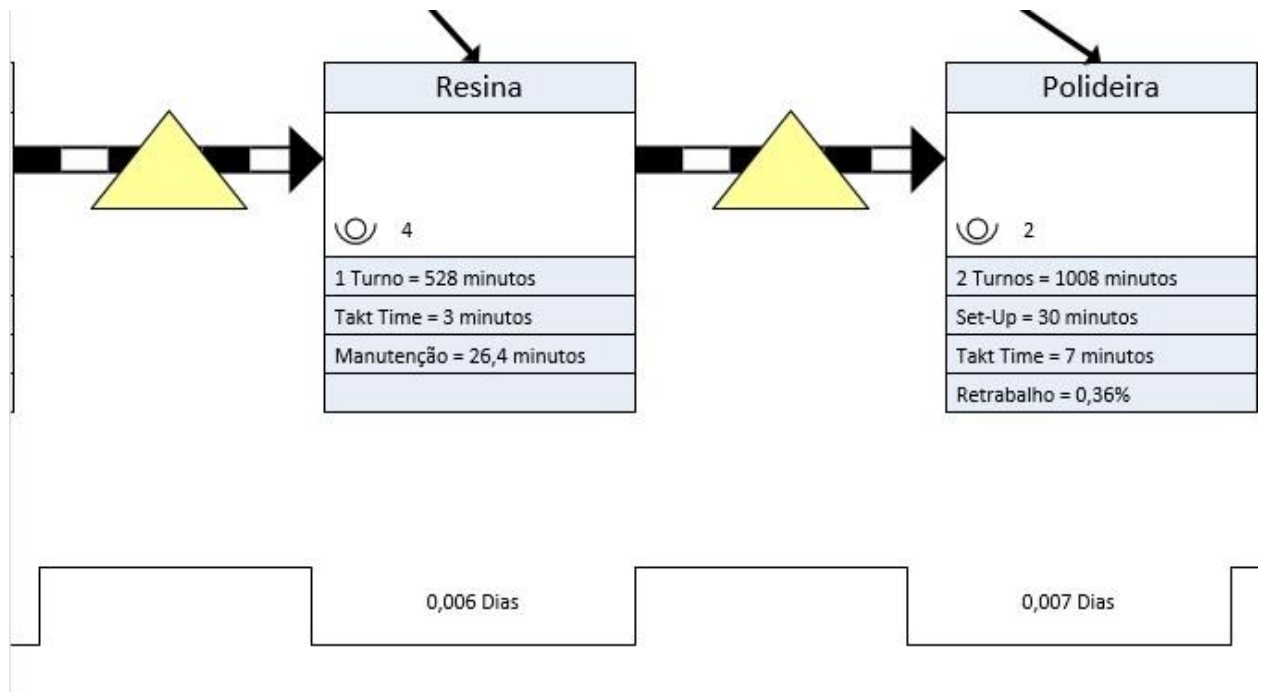 Resina
4
1 Turno = 528 minutos
Takt Time = 3 minutos
Manutenção = 26,4 minutos
Polideira
2
2 Turnos = 1008 minutos
Set-Up = 30 minutos
Takt Time = 7 minutos
Retrabalho = 0,36%
0,006 Dias
0,007 Dias